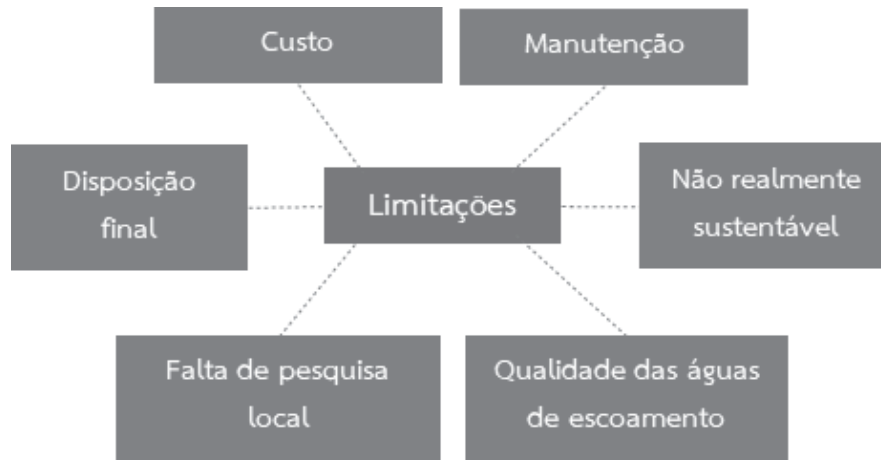 Custo
Manutenção
Disposição
final
Limitações
Não realmente
sustentável
Falta de pesquisa
local
Qualidade das águas
de escoamento